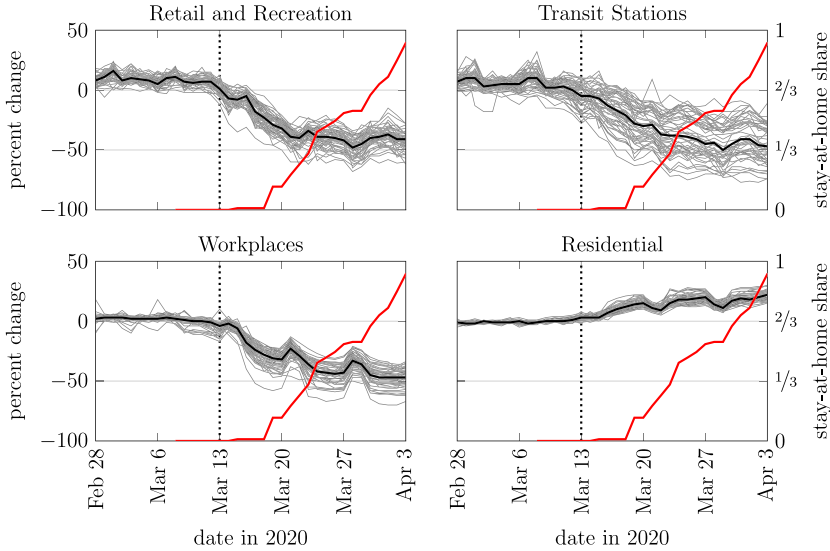 Retail and Recreation
Transit Stations
50
0
−50
−100
percent change
1
2/3
1/3
0
stay-at-home share
Workplaces
Residential
50
0
−50
−100
percent change
1
2/3
1/3
0
stay-at-home share
Feb 28
Mar 6
Mar 13
Mar 20
Mar 27
Apr 3
Feb 28
Mar 6
Mar 13
Mar 20
Mar 27
Apr 3
date in 2020
date in 2020